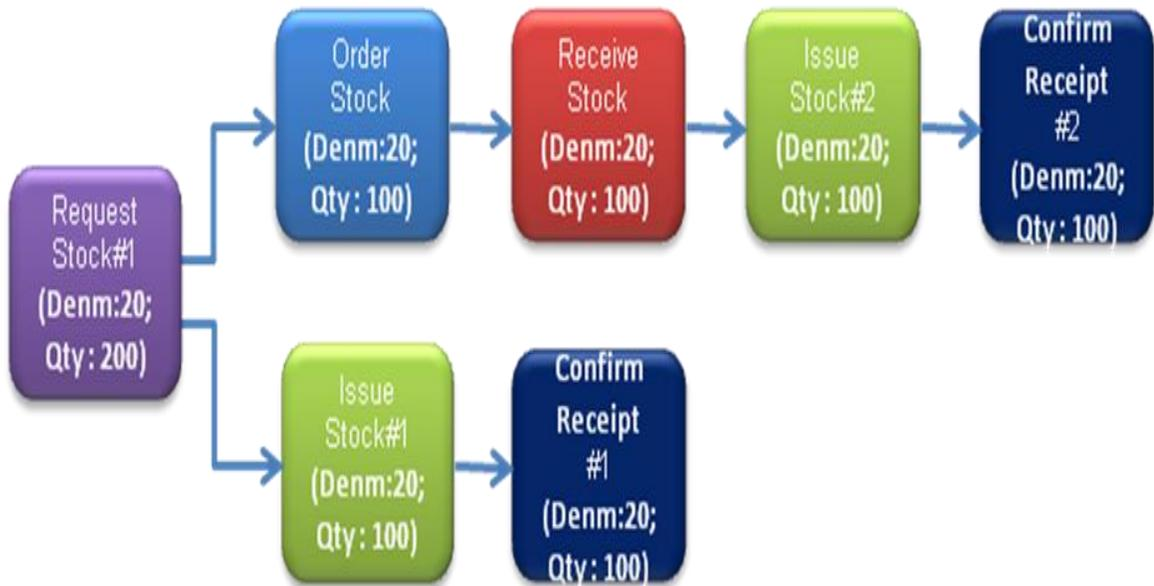 Request
Stock#1
(Denm:20;
Qty : 200)
Order
Stock
(Denm:20;
Qty : 100)
Receive
Stock
(Denm:20;
Qty : 100)
Issue
Stock#2
(Denm:20;
Qty : 100)
Confirm
Receipt
#2
(Denm:20;
Qty : 100)
Issue
Stock#1
(Denm:20;
Qty : 100)
Confirm
Receipt
#1
(Denm:20;
Qty : 100)